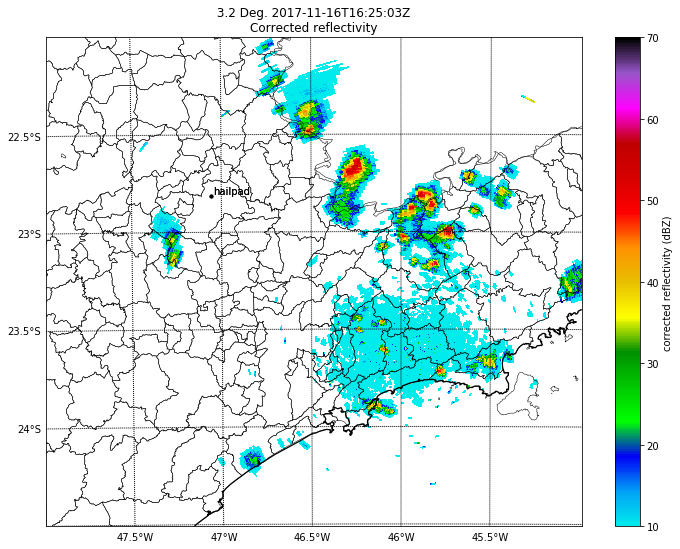 3.2 Deg. 2017-11-16T16:25:03Z
Corrected reflectivity
70
60
50
40
30
20
10
corrected reflectivity (dBZ)
22.5°S
23°S
23.5°S
24°S
hailpad
47.5°W
47°W
46.5°W
46°W
45.5°W